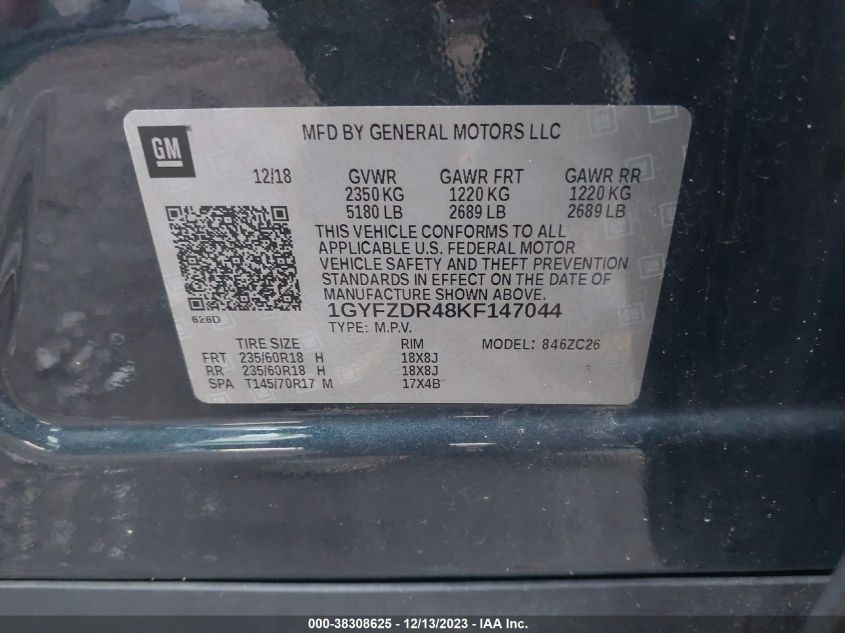 GM
MFD BY GENERAL MOTORS LLC
12/18 GVWR GAWR FRT GAWR RR
2350 KG 1220 KG 1220 KG
5180 LB 2689 LB 2689 LB
THIS VEHICLE CONFORMS TO ALL
APPLICABLE U.S. FEDERAL MOTOR
VEHICLE SAFETY AND THEFT PREVENTION
STANDARDS IN EFFECT ON THE DATE OF
MANUFACTURE SHOWN ABOVE.
626D 1GYFZDR48KF147044
TYPE: M.P.V.
TIRE SIZE RIM MODEL: 846ZC26
FRT 235/60R18 H 18X8J
RR 235/60R18 H 18X8J
SPA T145/70R17 M 17X4B
000-38308625 - 12/13/2023 - IAA Inc.